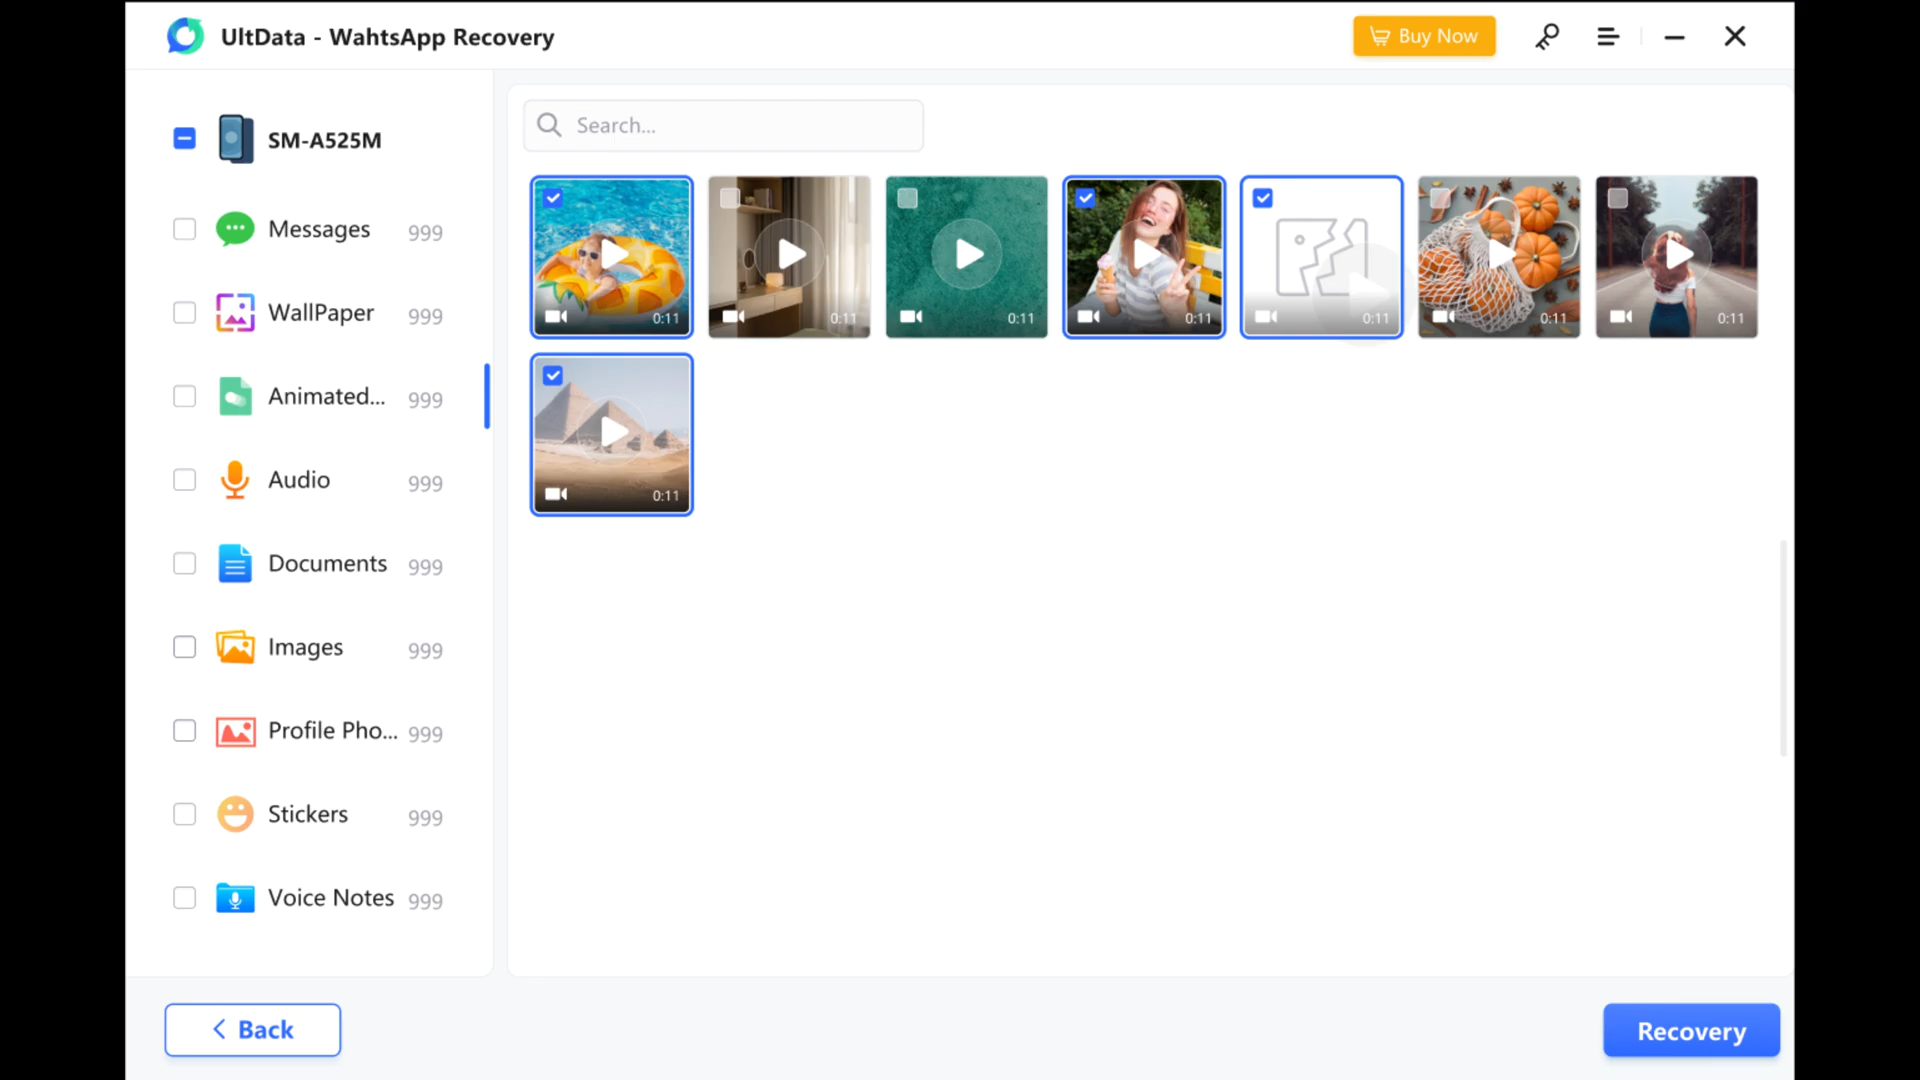 UltData - WahtsApp Recovery
Buy Now
SM-A525M
Search...
Messages 999
WallPaper 999
Animated... 999
Audio 999
Documents 999
Images 999
Profile Pho... 999
Stickers 999
Voice Notes 999
0:11
0:11
0:11
0:11
0:11
0:11
0:11
0:11
Back
Recovery